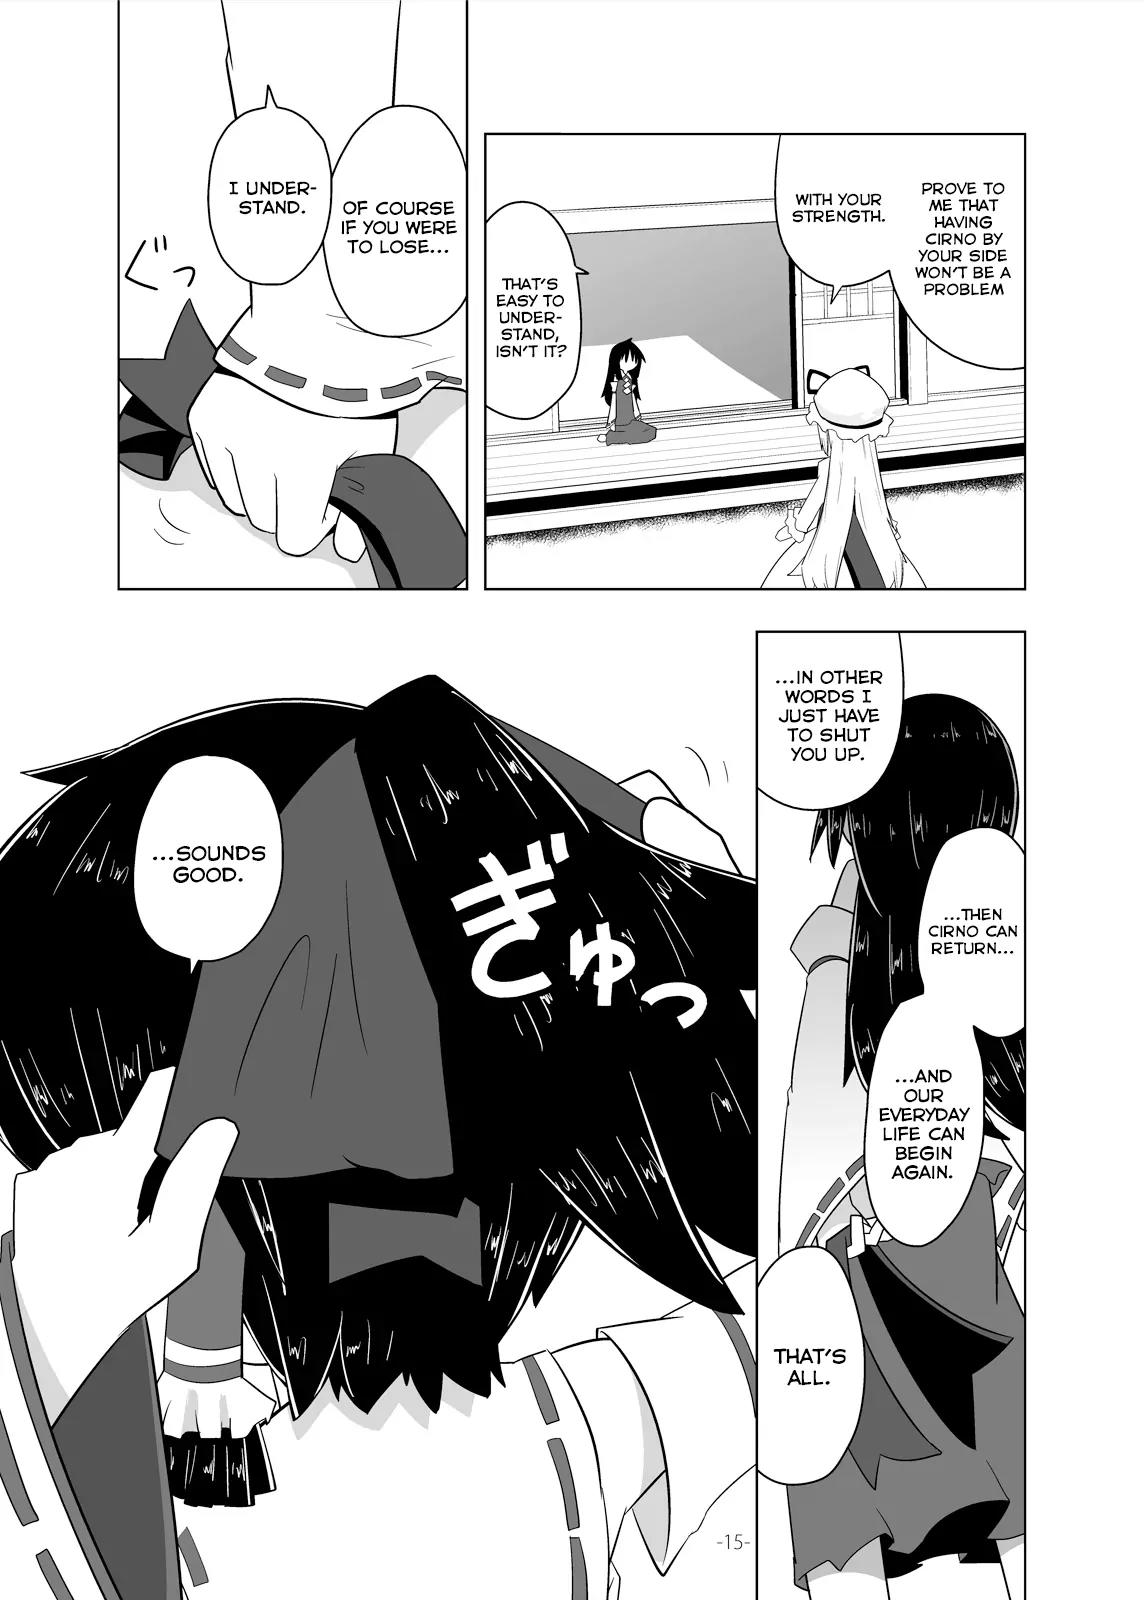 PROVE TO
ME THAT
HAVING
CIRNO BY
YOUR SIDE
WON'T BE A
PROBLEM
WITH YOUR
STRENGTH.
THAT'S
EASY TO
UNDER-
STAND,
ISN'T IT?
OF COURSE
IF YOU WERE
TO LOSE...
I UNDER-
STAND.
ぐっ
...IN OTHER
WORDS I
JUST HAVE
TO SHUT
YOU UP.
...THEN
CIRNO CAN
RETURN...
...AND
OUR
EVERYDAY
LIFE CAN
BEGIN
AGAIN.
THAT'S
ALL.
...SOUNDS
GOOD.
ぎゅっ
-15-